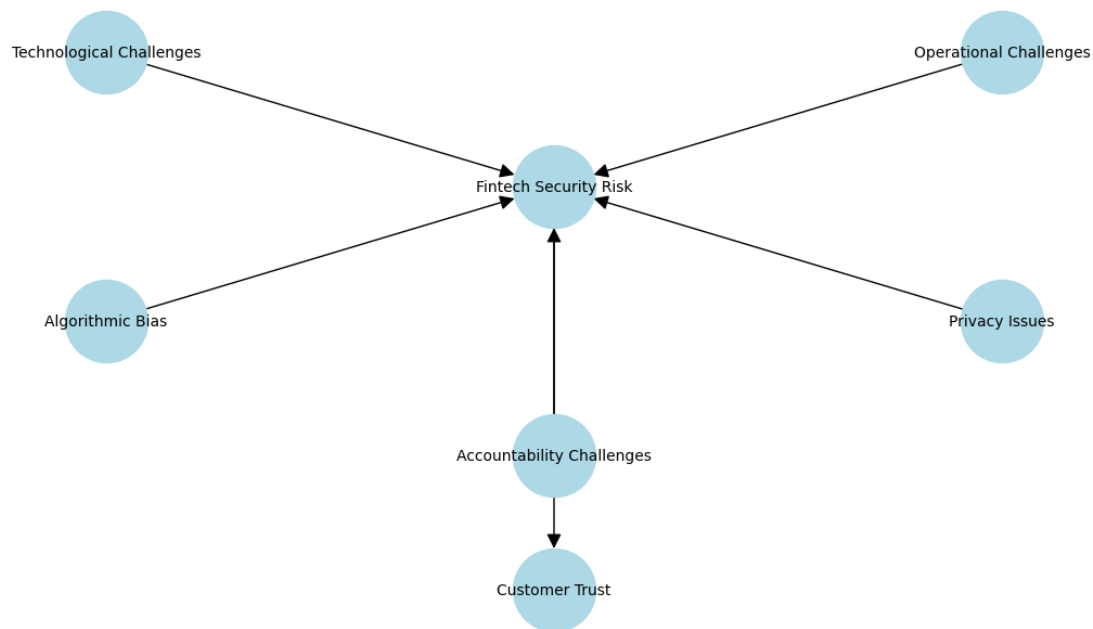 Technological Challenges
Operational Challenges
Fintech Security Risk
Algorithmic Bias
Privacy Issues
Accountability Challenges
Customer Trust